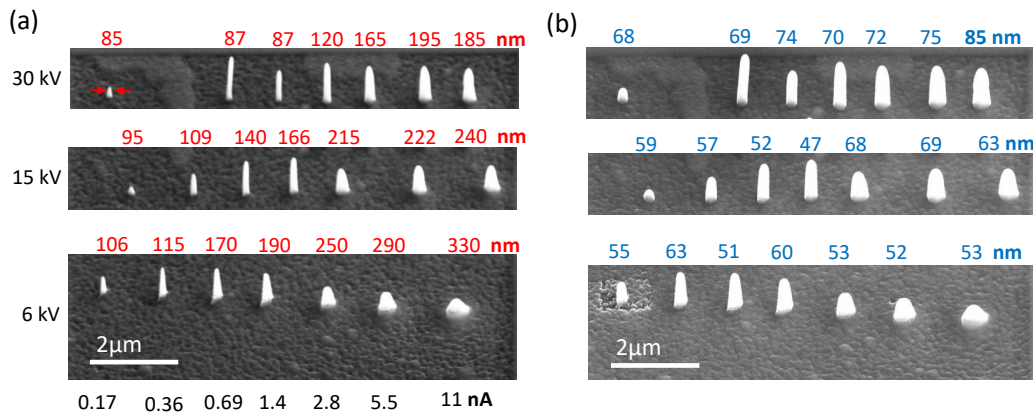 (a)
85 87 87 120 165 195 185 nm
30 kV
95 109 140 166 215 222 240 nm
15 kV
106 115 170 190 250 290 330 nm
6 kV
2μm
0.17 0.36 0.69 1.4 2.8 5.5 11 nA
(b)
68 69 74 70 72 75 85 nm
59 57 52 47 68 69 63 nm
55 63 51 60 53 52 53 nm
2μm